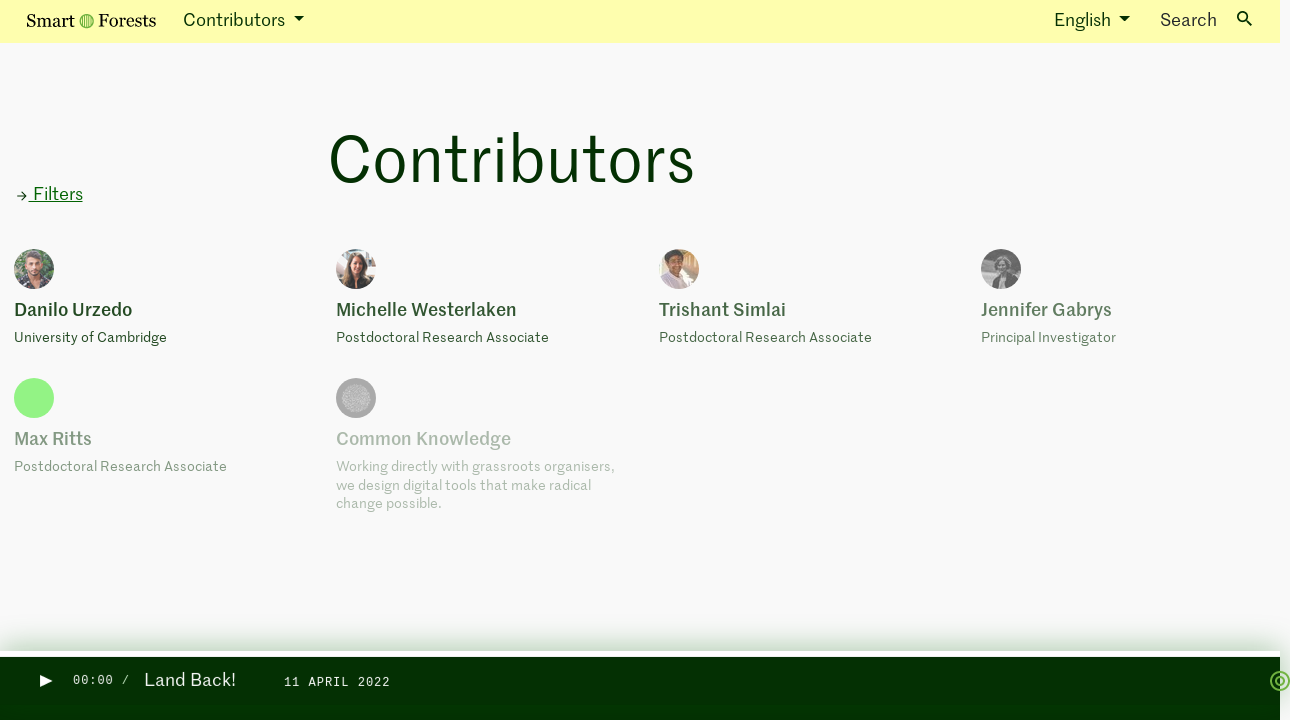 Smart Forests
Contributors
English
Search
Contributors
→ Filters
Danilo Urzedo
University of Cambridge
Michelle Westerlaken
Postdoctoral Research Associate
Trishant Simlai
Postdoctoral Research Associate
Jennifer Gabrys
Principal Investigator
Max Ritts
Postdoctoral Research Associate
Common Knowledge
Working directly with grassroots organisers,
we design digital tools that make radical
change possible.
00:00 /
Land Back!
11 APRIL 2022